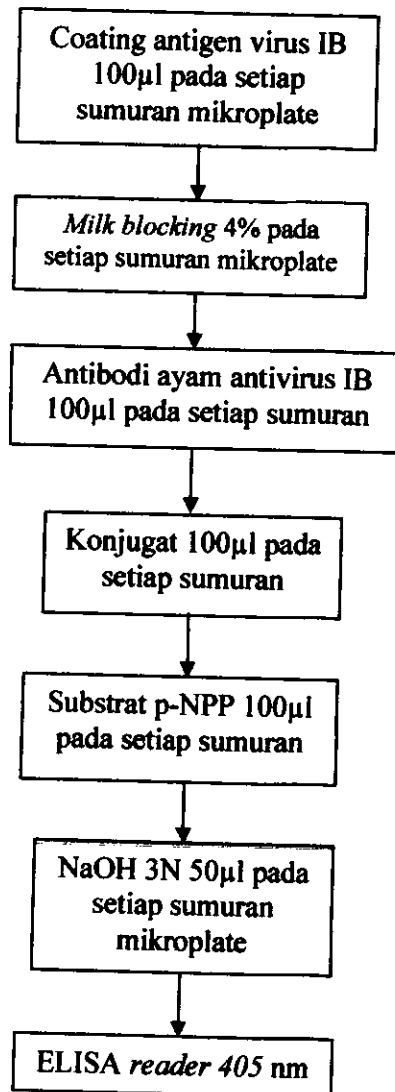 Coating antigen virus IB
100µl pada setiap
sumuran mikroplate
Milk blocking 4% pada
setiap sumuran mikroplate
Antibodi ayam antivirus IB
100µl pada setiap sumuran
Konjugat 100µl pada
setiap sumuran
Substrat p-NPP 100µl
pada setiap sumuran
NaOH 3N 50µl pada
setiap sumuran
mikroplate
ELISA reader 405 nm